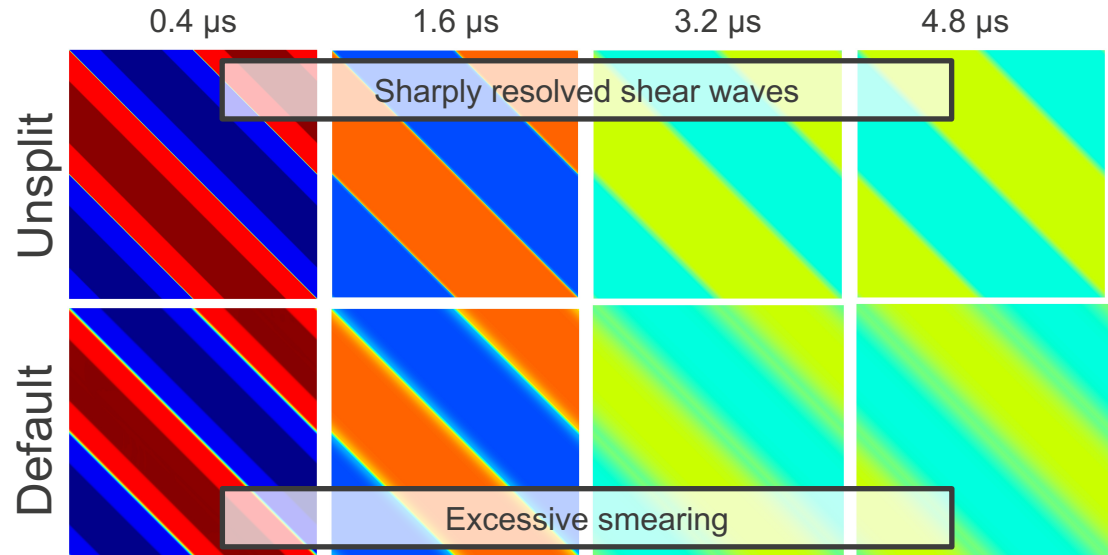 0.4 µs
1.6 µs
3.2 µs
4.8 µs
Unsplit
Sharply resolved shear waves
Default
Excessive smearing